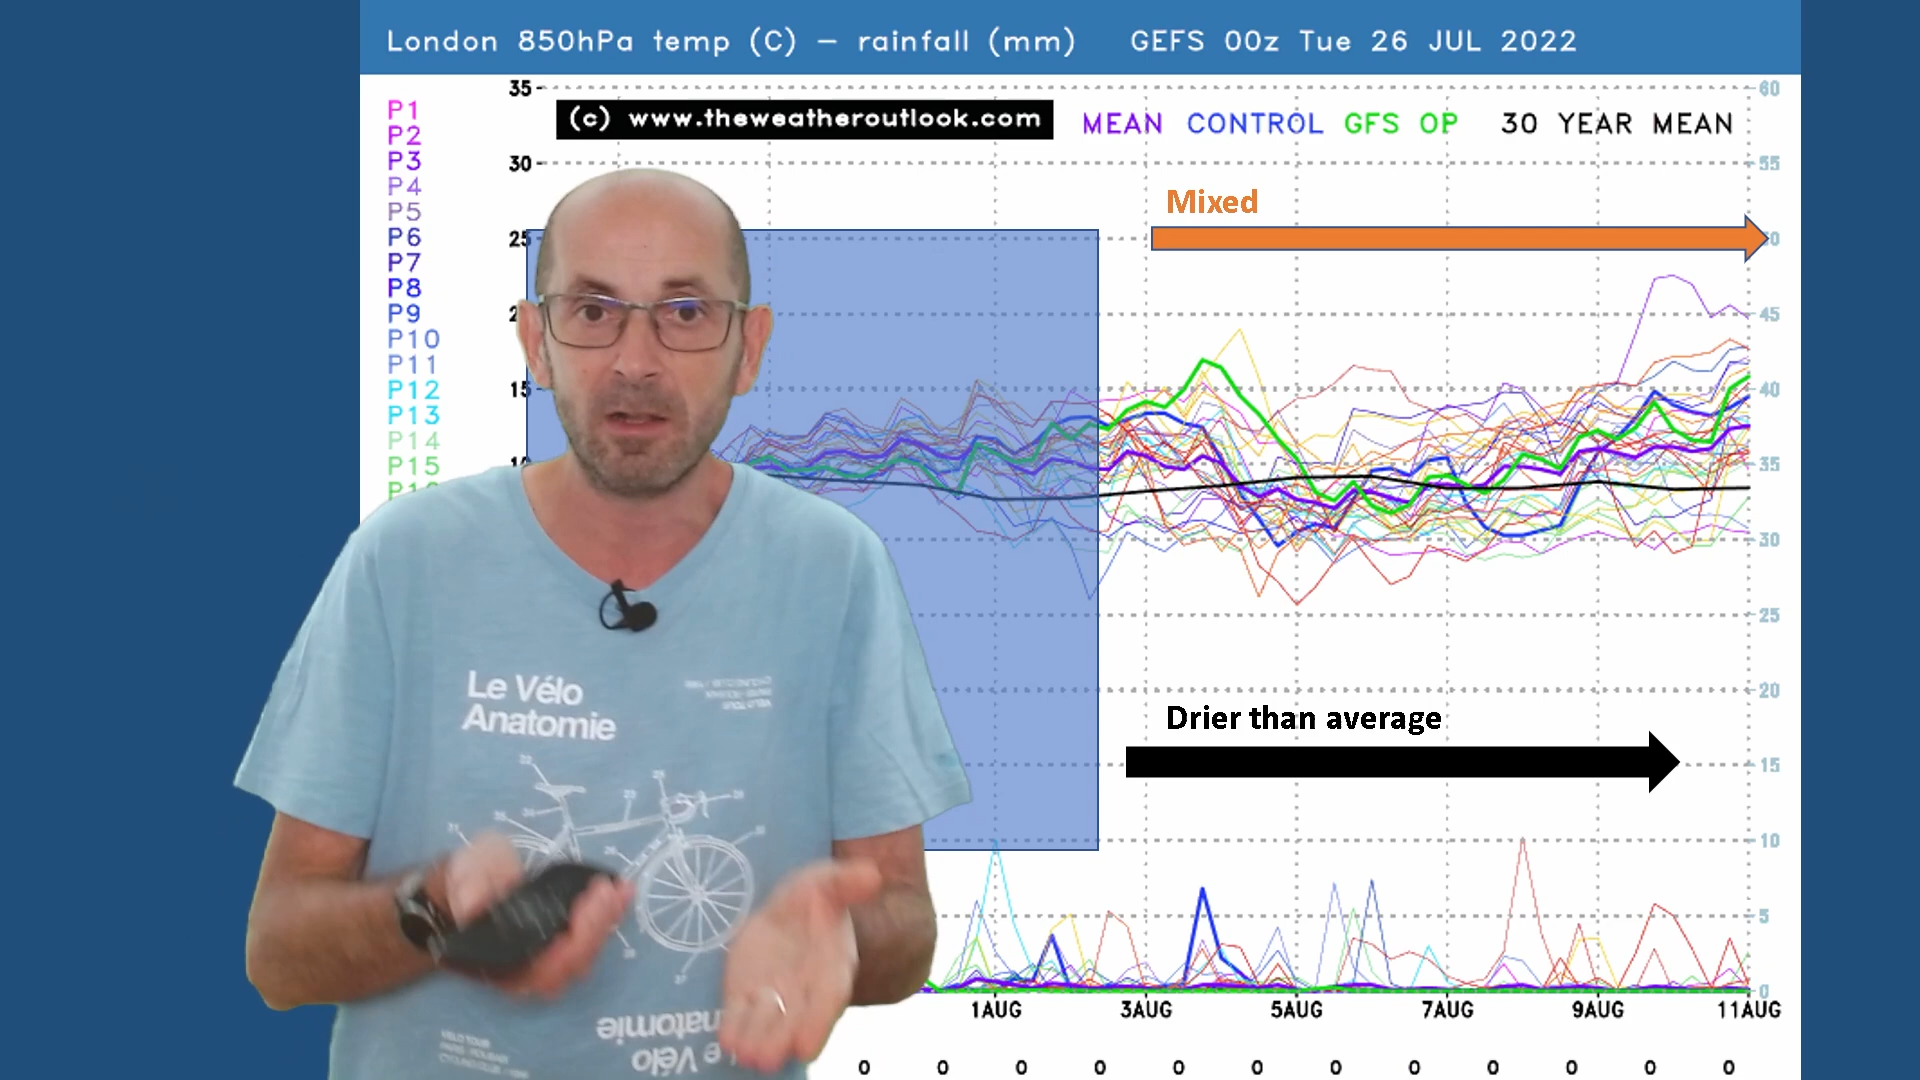 London 850hPa temp (C) – rainfall (mm) GEFS 00z Tue 26 JUL 2022
(c) www.theweatheroutlook.com
MEAN CONTROL GFS OP 30 YEAR MEAN
P1
P2
P3
P4
P5
P6
P7
P8
P9
P10
P11
P12
P13
P14
P15
35
30
25
15
60
55
45
40
35
30
25
20
15
10
5
0
Mixed
Drier than average
Le Vélo
Anatomie
1AUG 3AUG 5AUG 7AUG 9AUG 11AUG
0 0 0 0 0 0 0 0 0 0 0 0